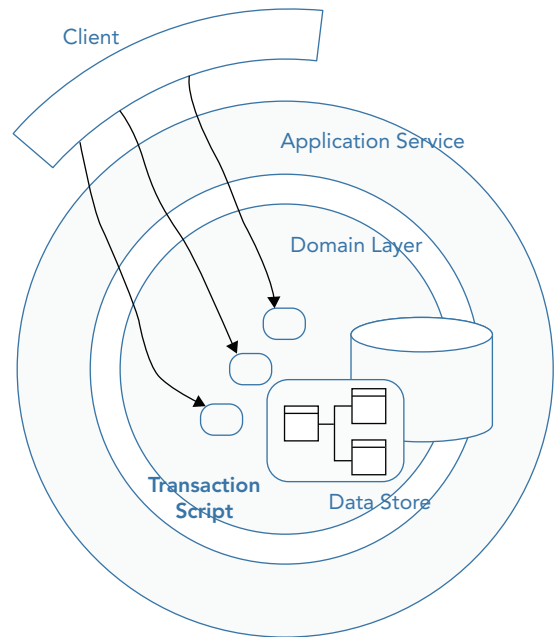 Client
Application Service
Domain Layer
Transaction
Script
Data Store